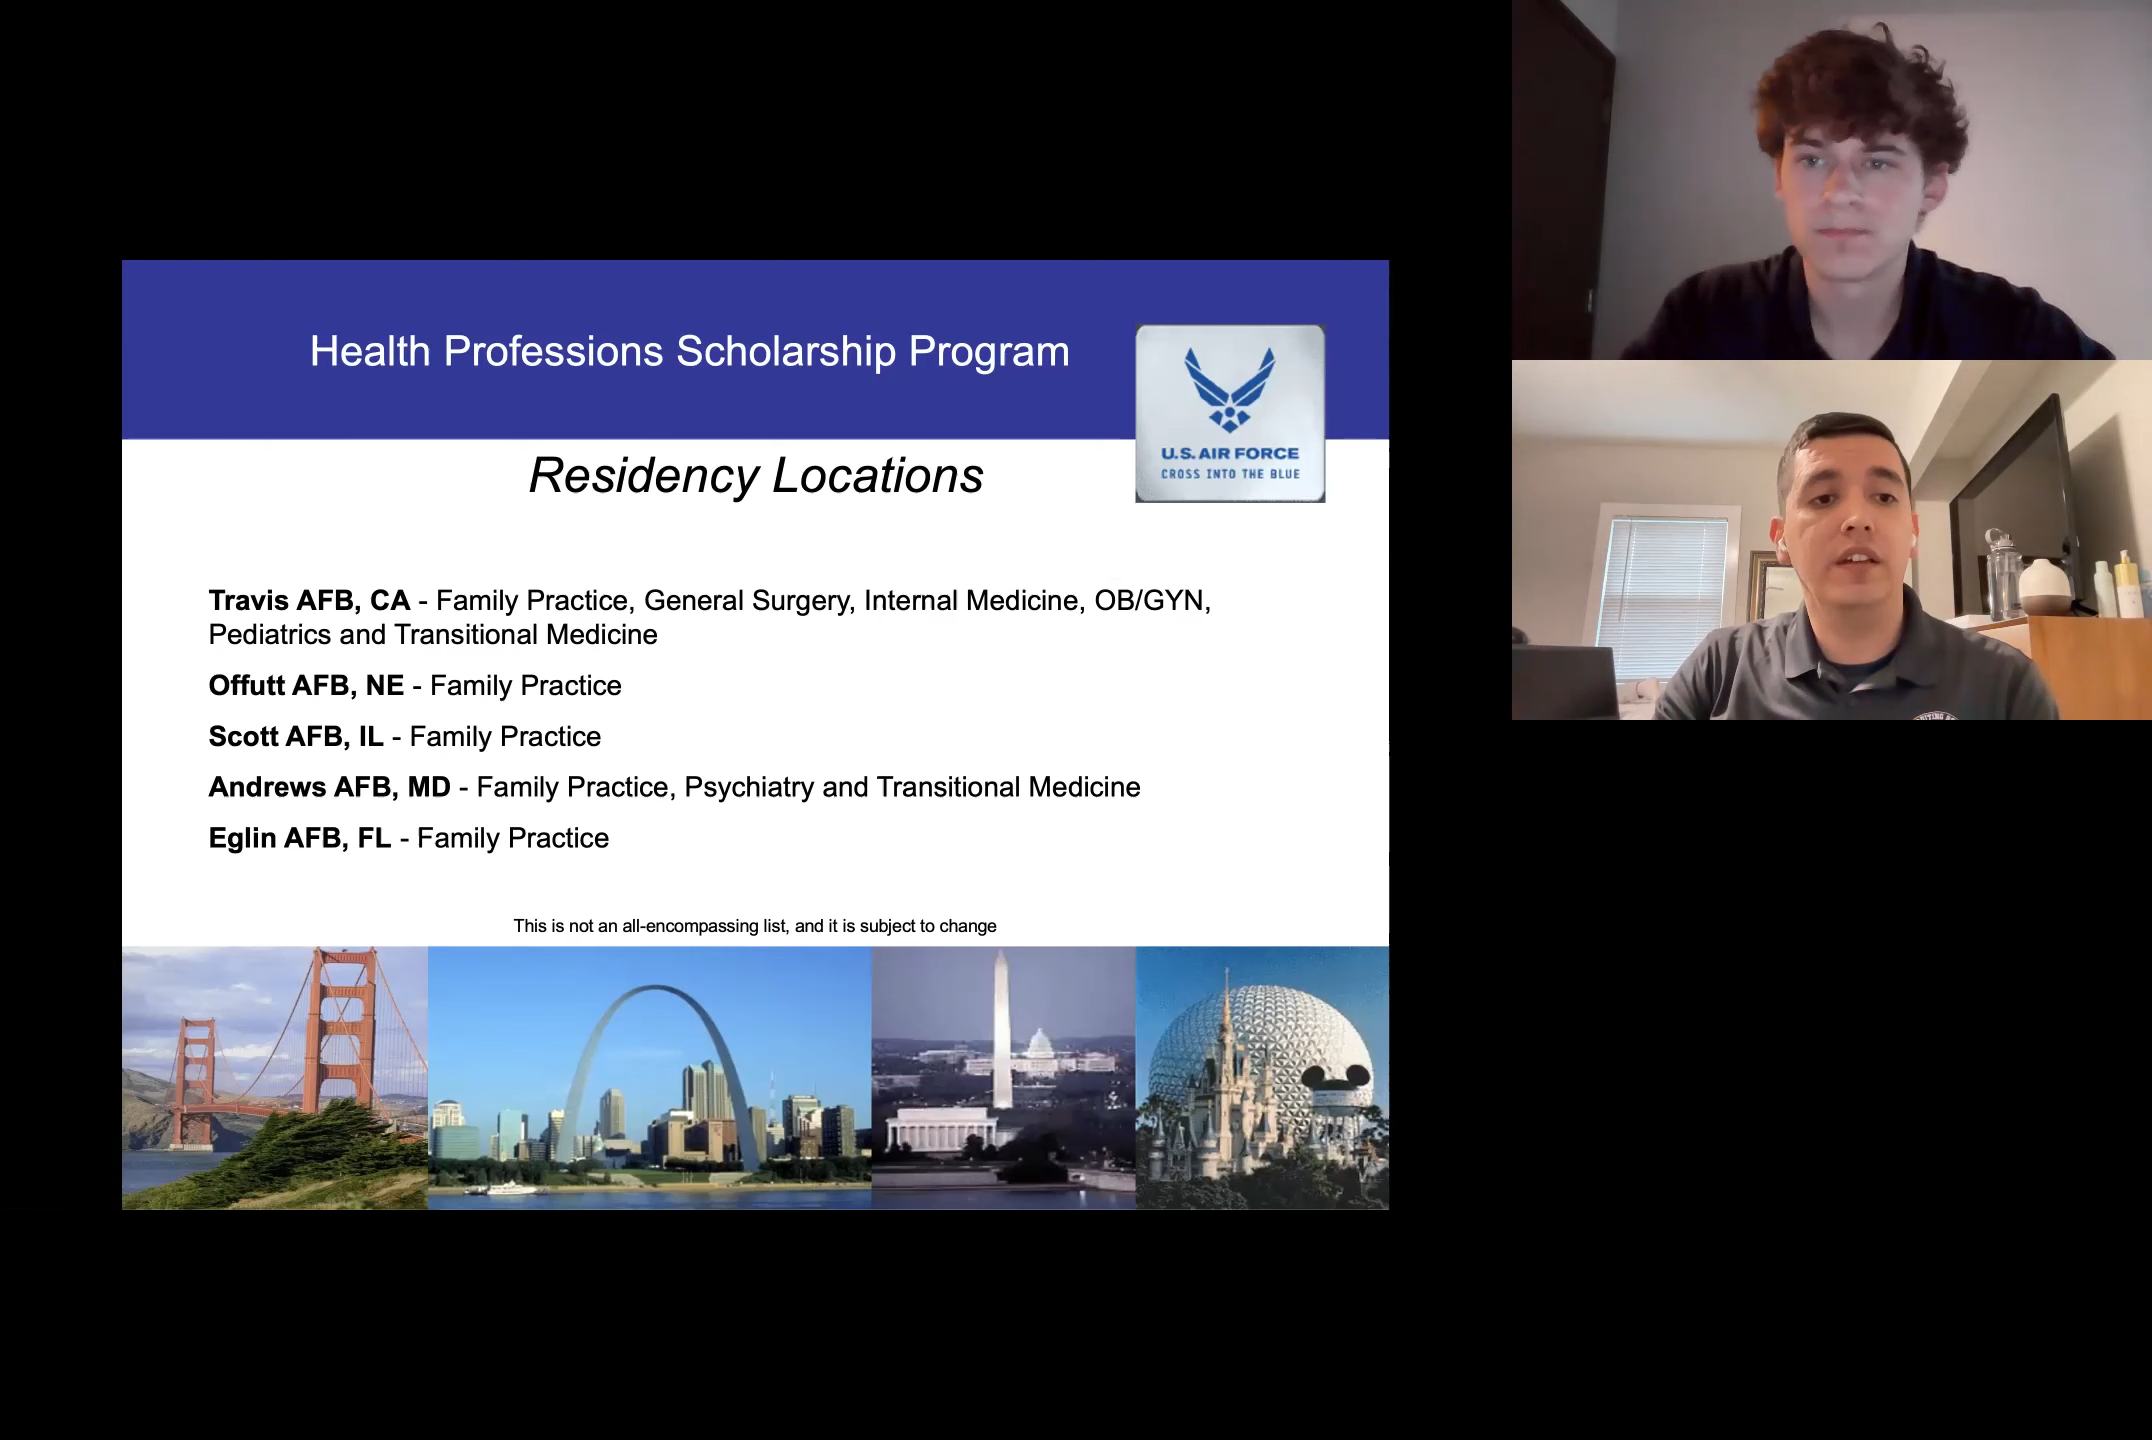 Health Professions Scholarship Program
U.S. AIR FORCE
CROSS INTO THE BLUE
Residency Locations
Travis AFB, CA - Family Practice, General Surgery, Internal Medicine, OB/GYN,
Pediatrics and Transitional Medicine
Offutt AFB, NE - Family Practice
Scott AFB, IL - Family Practice
Andrews AFB, MD - Family Practice, Psychiatry and Transitional Medicine
Eglin AFB, FL - Family Practice
This is not an all-encompassing list, and it is subject to change